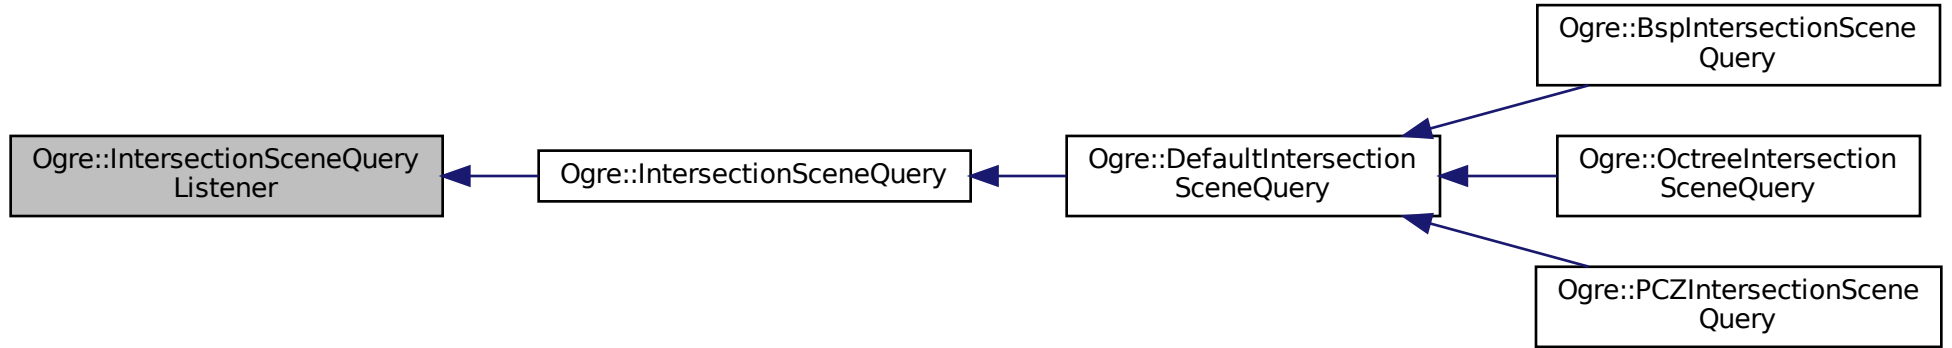 Ogre::IntersectionSceneQuery
Listener
Ogre::IntersectionSceneQuery
Ogre::DefaultIntersection
SceneQuery
Ogre::BspIntersectionScene
Query
Ogre::OctreeIntersection
SceneQuery
Ogre::PCZIntersectionScene
Query